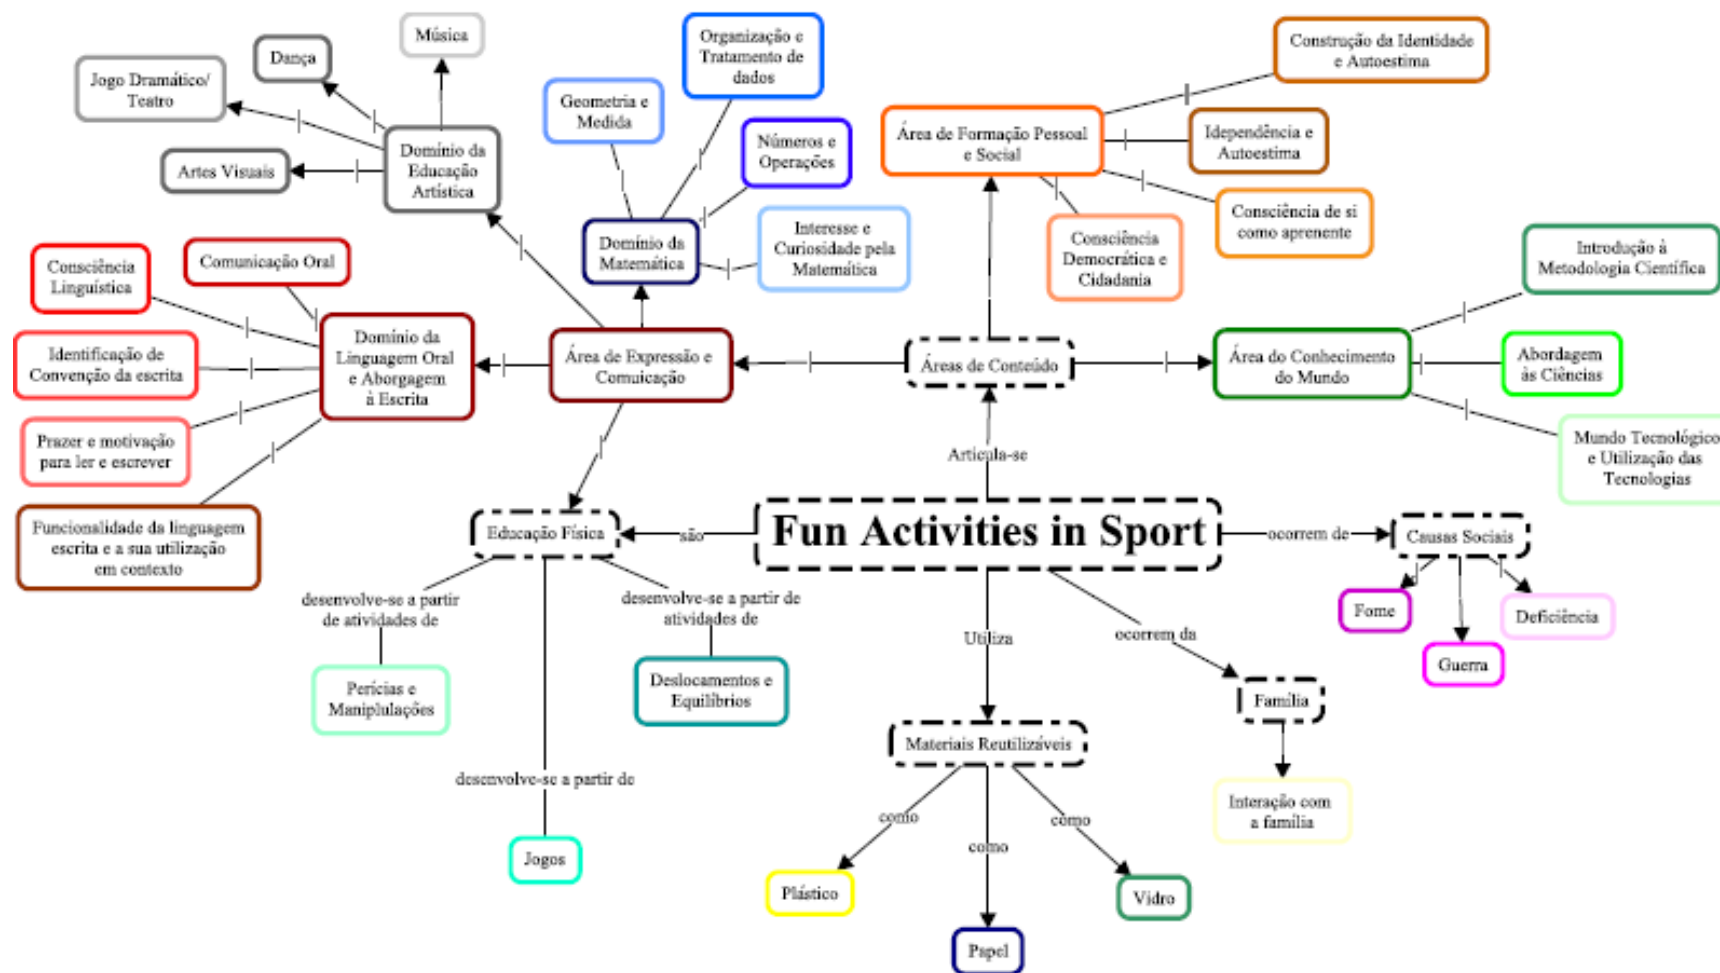 Música
Dança
Jogo Dramático/
Teatro
Artes Visuais
Domínio da
Educação
Artística
Organização e
Tratamento de
dados
Geometria e
Medida
Números e
Operações
Interesse e
Curiosidade pela
Matemática
Domínio da
Matemática
Construção da Identidade
e Autoestima
Área de Formação Pessoal
e Social
Idependência e
Autoestima
Consciência de si
como aprenente
Consciência
Democrática e
Cidadania
Introdução à
Metodologia Científica
Consciência
Linguística
Comunicação Oral
Identificação de
Convenção da escrita
Domínio da
Linguagem Oral
e Aborgagem
à Escrita
Área de Expressão e
Comuicação
Áreas de Conteúdo
Área do Conhecimento
do Mundo
Abordagem
às Ciências
Prazer e motivação
para ler e escrever
Mundo Tecnológico
e Utilização das
Tecnologias
Articula-se
Funcionalidade da linguagem
escrita e a sua utilização
em contexto
Educação Física
são
Fun Activities in Sport
ocorrem de
Causas Sociais
Fome
Guerra
Deficiência
desenvolve-se a partir
de atividades de
desenvolve-se a partir de
atividades de
Utiliza
ocorrem da
Perícias e
Maniplulações
Deslocamentos e
Equilíbrios
Família
Materiais Reutilizáveis
desenvolve-se a partir de
Interação com
a família
como
como
como
Jogos
Plástico
Papel
Vidro